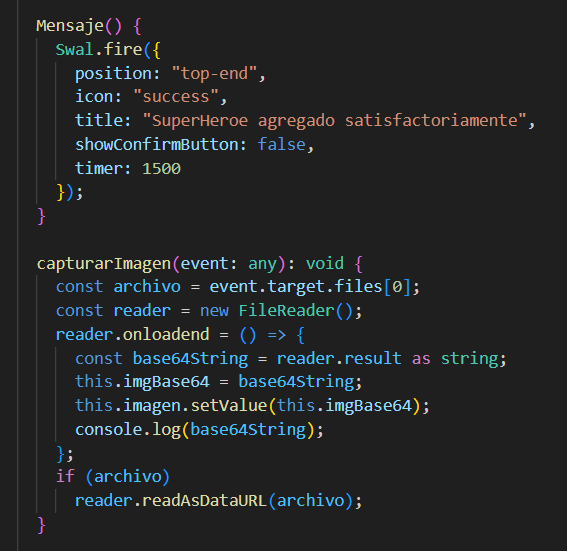 Mensaje() {
Swal.fire({
position: "top-end",
icon: "success",
title: "SuperHeroe agregado satisfactoriamente",
showConfirmButton: false,
timer: 1500
});
}
capturarImagen(event: any): void {
const archivo = event.target.files[0];
const reader = new FileReader();
reader.onloadend = () => {
const base64String = reader.result as string;
this.imgBase64 = base64String;
this.imagen.setValue(this.imgBase64);
console.log(base64String);
};
if (archivo)
reader.readAsDataURL(archivo);
}